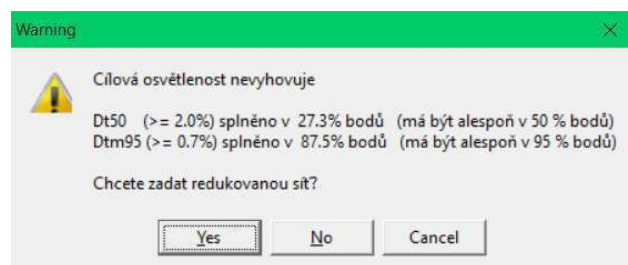 Warning
Cílová osvětlenost nevyhovuje
Dt50 (>= 2.0%) splněno v 27.3% bodů (má být alespoň v 50 % bodů)
Dtm95 (>= 0.7%) splněno v 87.5% bodů (má být alespoň v 95 % bodů)
Chcete zadat redukovanou síť?
Yes No Cancel